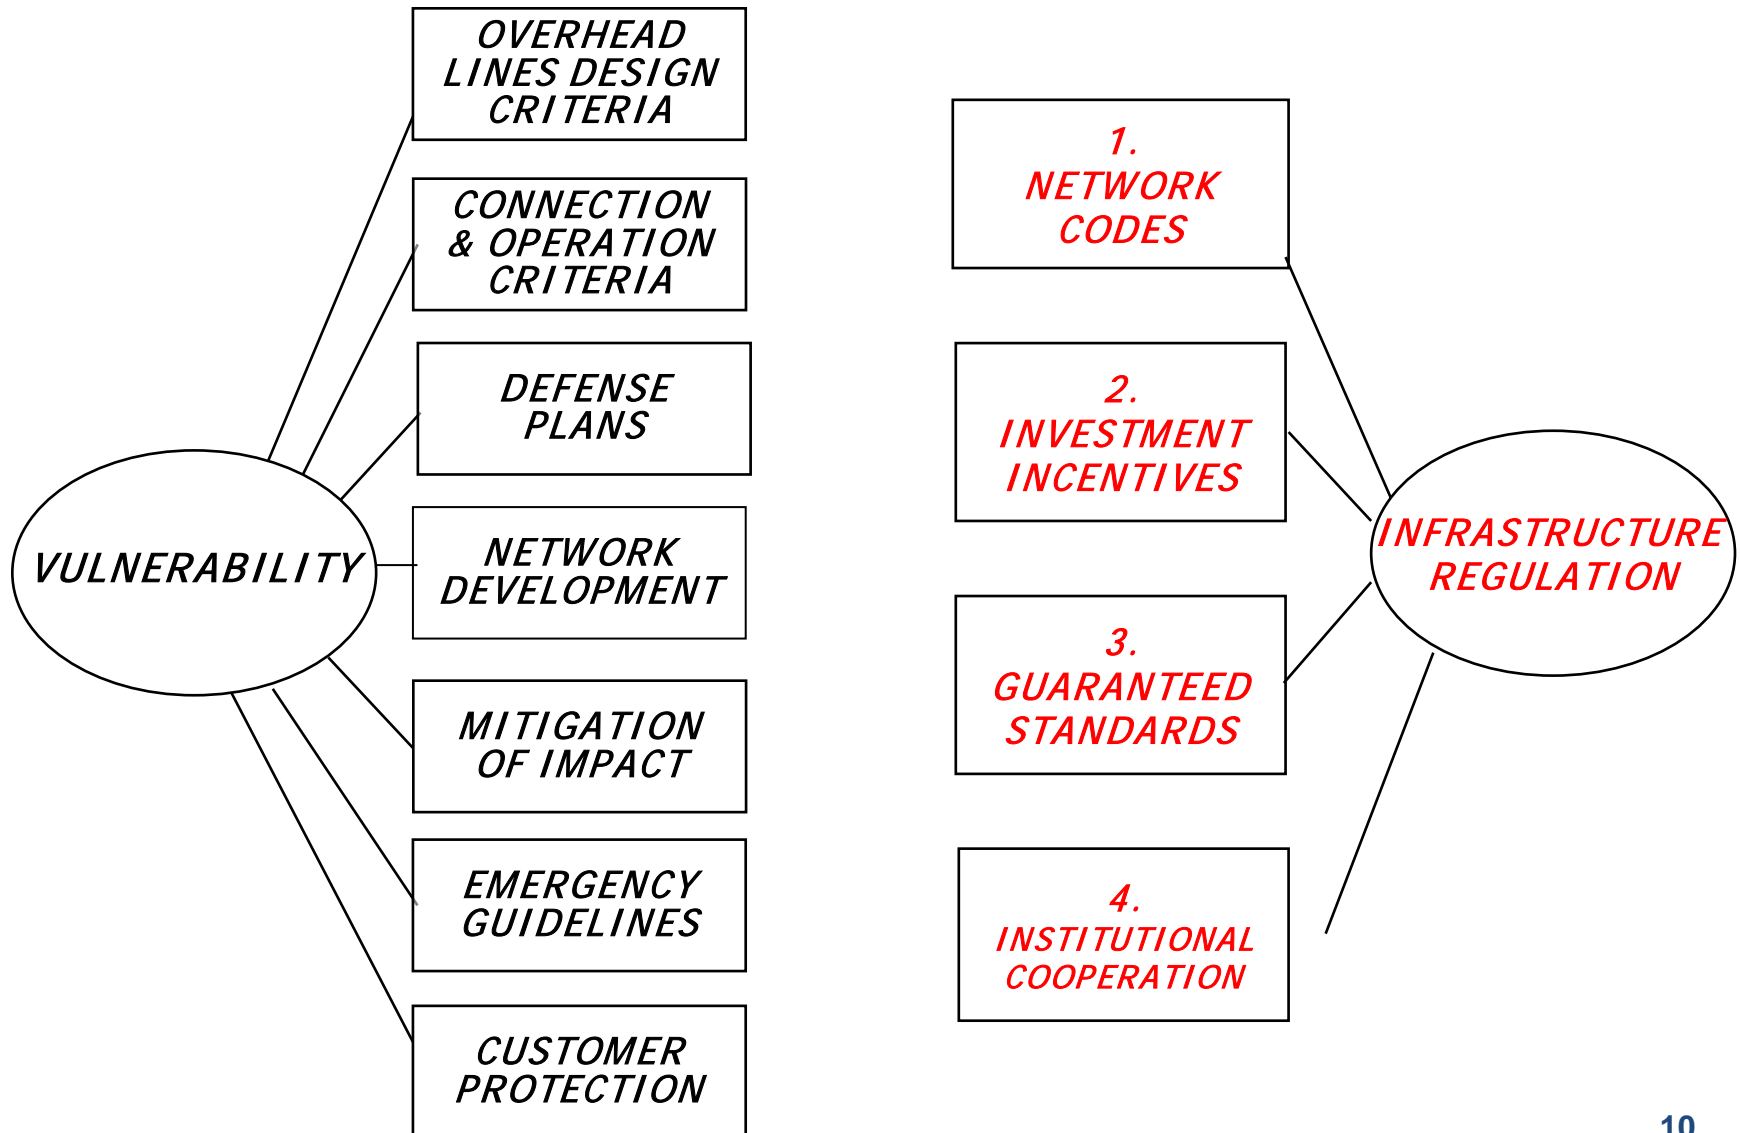 OVERHEAD
LINES DESIGN
CRITERIA
CONNECTION
& OPERATION
CRITERIA
DEFENSE
PLANS
VULNERABILITY
NETWORK
DEVELOPMENT
MITIGATION
OF IMPACT
EMERGENCY
GUIDELINES
CUSTOMER
PROTECTION
1.
NETWORK
CODES
2.
INVESTMENT
INCENTIVES
3.
GUARANTEED
STANDARDS
4.
INSTITUTIONAL
COOPERATION
INFRASTRUCTURE
REGULATION
10